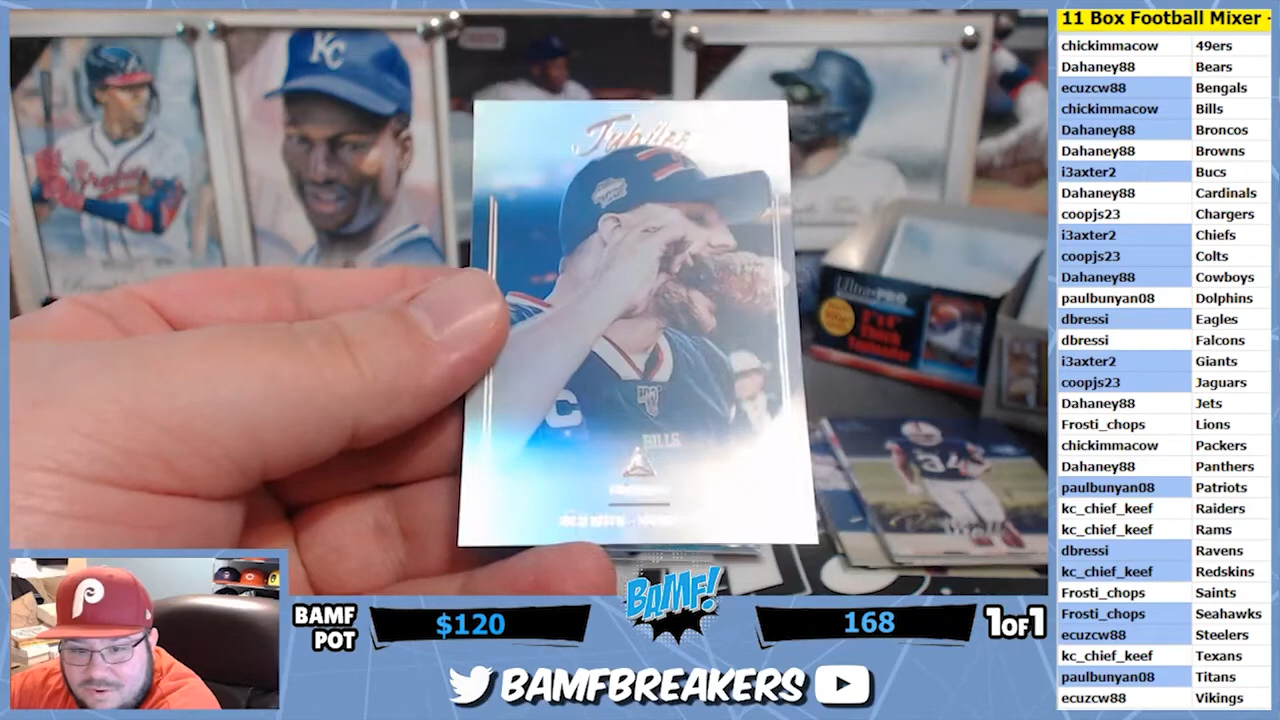 11 Box Football Mixer -
chickimmacow 49ers
Dahaney88 Bears
ecuzcw88 Bengals
chickimmacow Bills
Dahaney88 Broncos
Dahaney88 Browns
i3axter2 Bucs
Dahaney88 Cardinals
coopjs23 Chargers
i3axter2 Chiefs
coopjs23 Colts
Dahaney88 Cowboys
paulbunyan08 Dolphins
dbressi Eagles
dbressi Falcons
i3axter2 Giants
coopjs23 Jaguars
Dahaney88 Jets
Frosti_chops Lions
chickimmacow Packers
Dahaney88 Panthers
paulbunyan08 Patriots
kc_chief_keef Raiders
kc_chief_keef Rams
dbressi Ravens
kc_chief_keef Redskins
Frosti_chops Saints
Frosti_chops Seahawks
ecuzcw88 Steelers
kc_chief_keef Texans
paulbunyan08 Titans
ecuzcw88 Vikings
KC
Jubilee
C
BILLS
UltraPRO
34
P
BAMF
POT
$120
BAMF!
168
1OF1
BAMFBREAKERS